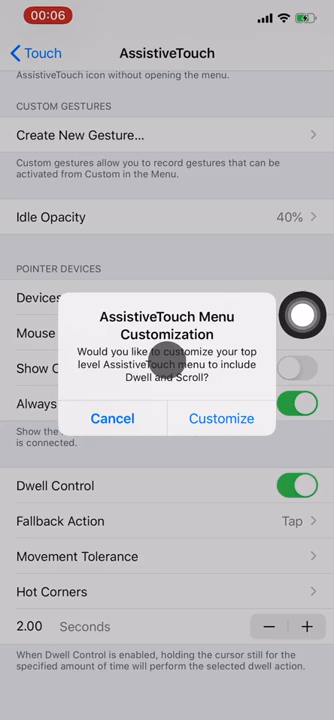 00:06
Touch
AssistiveTouch
AssistiveTouch icon without opening the menu.
CUSTOM GESTURES
Create New Gesture...
Custom gestures allow you to record gestures that can be
activated from Custom in the Menu.
Idle Opacity 40%
POINTER DEVICES
Devices
Mouse
AssistiveTouch Menu
Customization
Would you like to customize your top
level AssistiveTouch menu to include
Dwell and Scroll?
Cancel Customize
Show
Always
Show the
is connected.
Dwell Control
Fallback Action Tap
Movement Tolerance
Hot Corners
2.00 Seconds − +
When Dwell Control is enabled, holding the cursor still for the
specified amount of time will perform the selected dwell action.